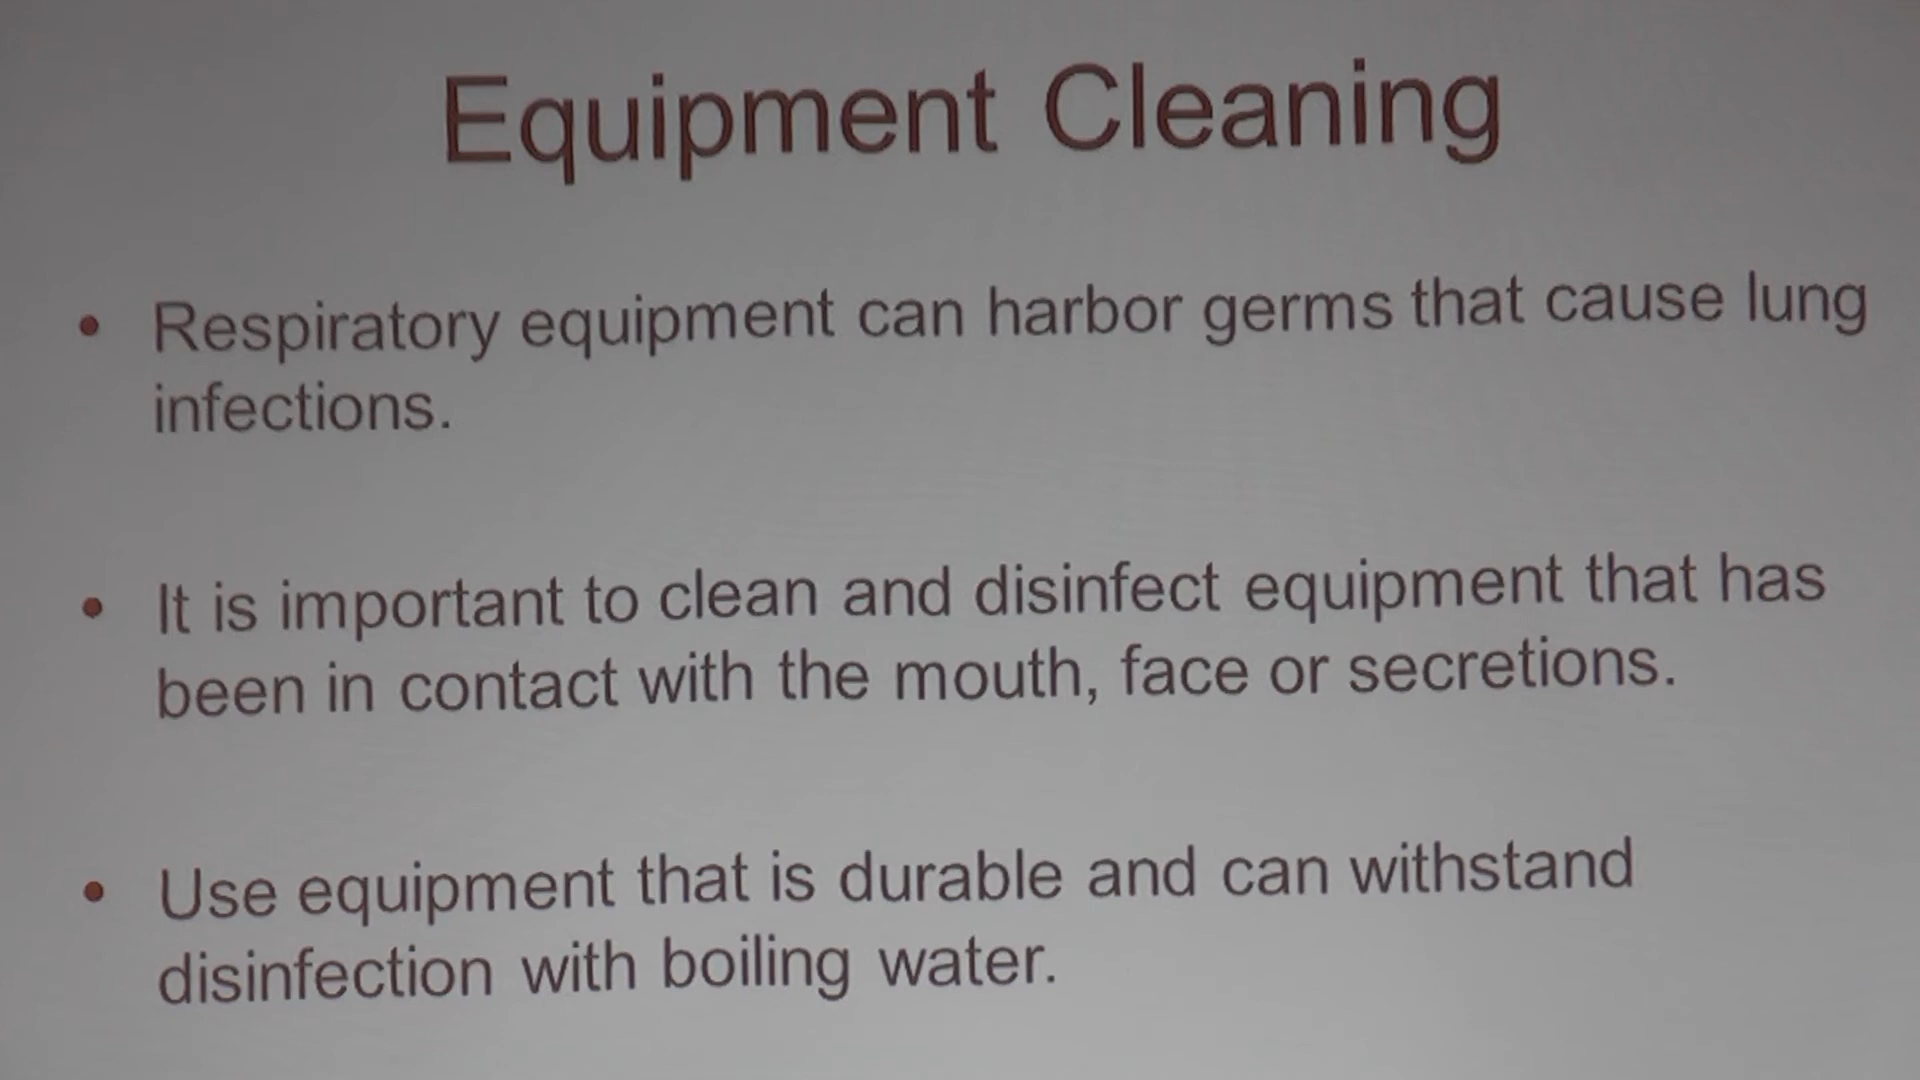 Equipment Cleaning
• Respiratory equipment can harbor germs that cause lung
infections.
• It is important to clean and disinfect equipment that has
been in contact with the mouth, face or secretions.
• Use equipment that is durable and can withstand
disinfection with boiling water.